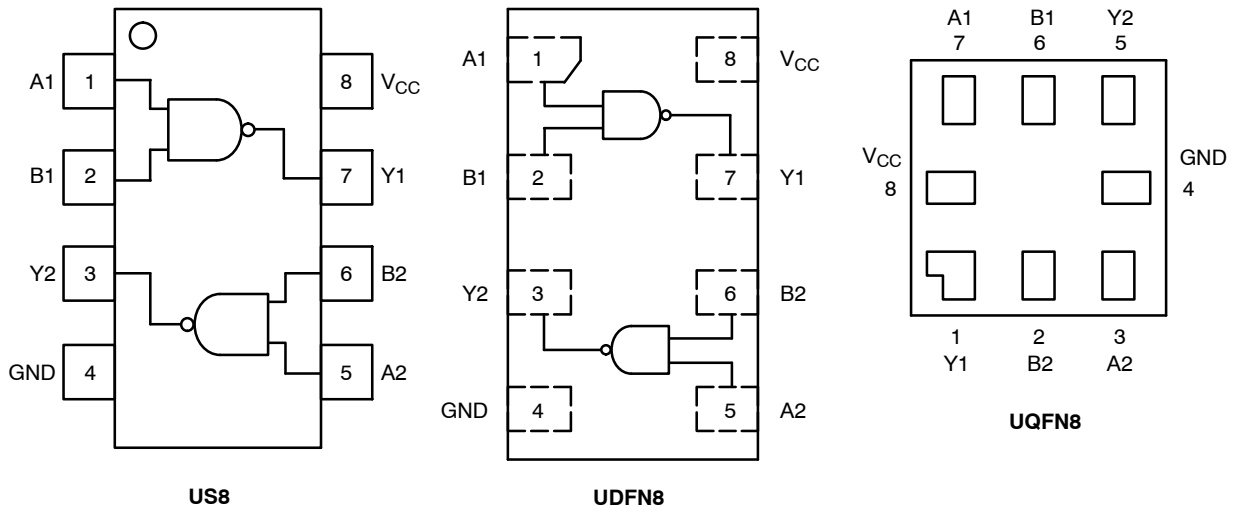 A1 1 8 VCC
B1 2 7 Y1
Y2 3 6 B2
GND 4 5 A2
US8
A1 1 8 VCC
B1 2 7 Y1
Y2 3 6 B2
GND 4 5 A2
UDFN8
A1 B1 Y2
7 6 5
VCC GND
8 4
1 2 3
Y1 B2 A2
UQFN8